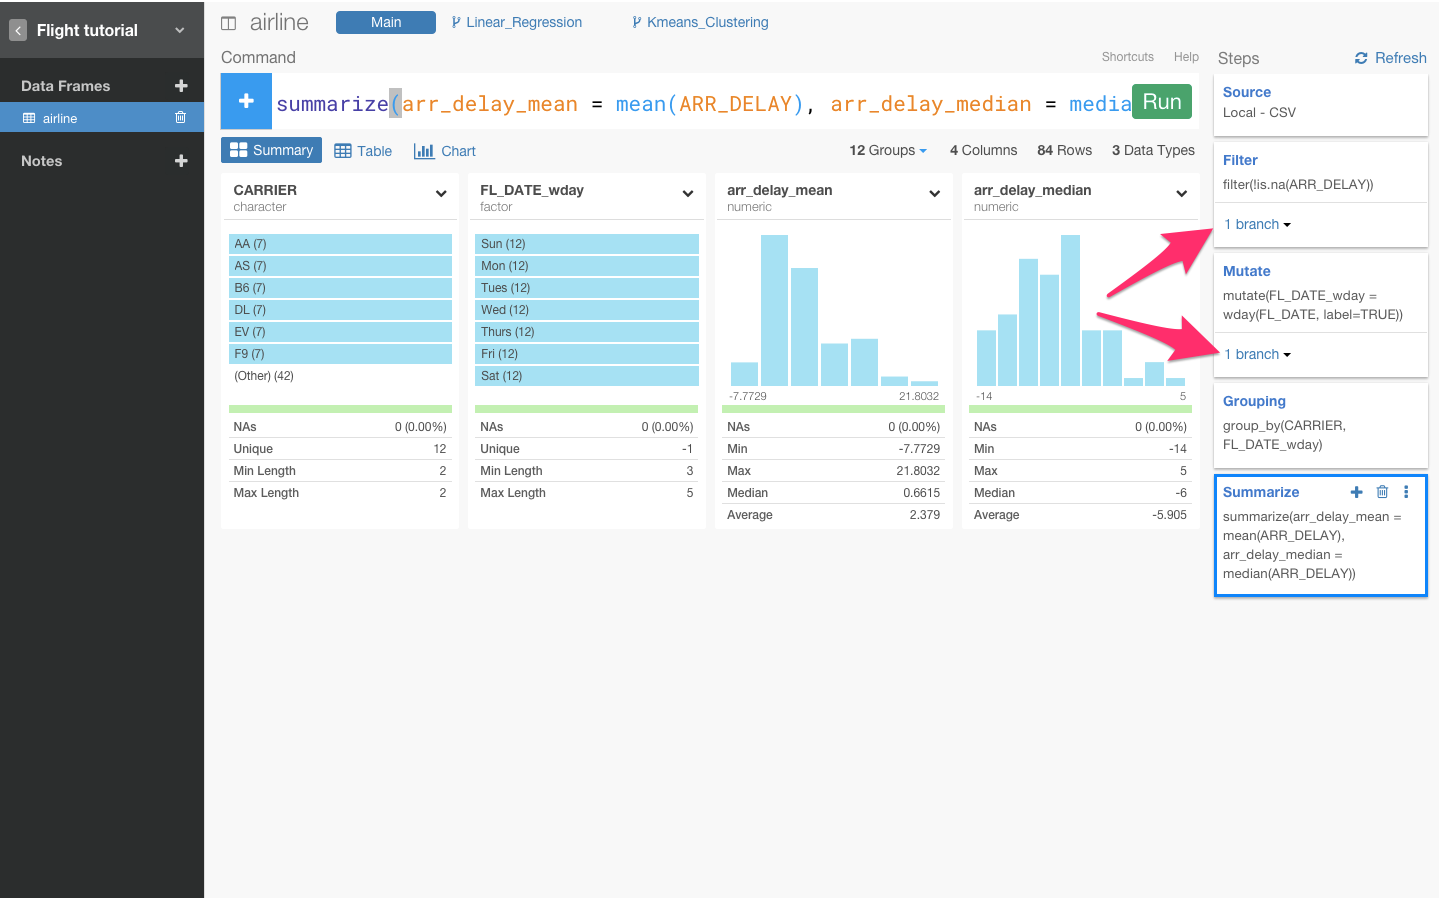 Flight tutorial
Data Frames
airline
Notes
airline
Main
Linear_Regression
Kmeans_Clustering
Command
Shortcuts
Help
summarize(arr_delay_mean = mean(ARR_DELAY), arr_delay_median = media
Run
Summary
Table
Chart
12 Groups
4 Columns
84 Rows
3 Data Types
CARRIER
character
AA (7)
AS (7)
B6 (7)
DL (7)
EV (7)
F9 (7)
(Other) (42)
NAs 0 (0.00%)
Unique 12
Min Length 2
Max Length 2
FL_DATE_wday
factor
Sun (12)
Mon (12)
Tues (12)
Wed (12)
Thurs (12)
Fri (12)
Sat (12)
NAs 0 (0.00%)
Unique -1
Min Length 3
Max Length 5
arr_delay_mean
numeric
-7.7729 21.8032
NAs 0 (0.00%)
Min -7.7729
Max 21.8032
Median 0.6615
Average 2.379
arr_delay_median
numeric
-14 5
NAs 0 (0.00%)
Min -14
Max 5
Median -6
Average -5.905
Steps
Refresh
Source
Local - CSV
Filter
filter(!is.na(ARR_DELAY))
1 branch
Mutate
mutate(FL_DATE_wday =
wday(FL_DATE, label=TRUE))
1 branch
Grouping
group_by(CARRIER,
FL_DATE_wday)
Summarize
summarize(arr_delay_mean =
mean(ARR_DELAY),
arr_delay_median =
median(ARR_DELAY))